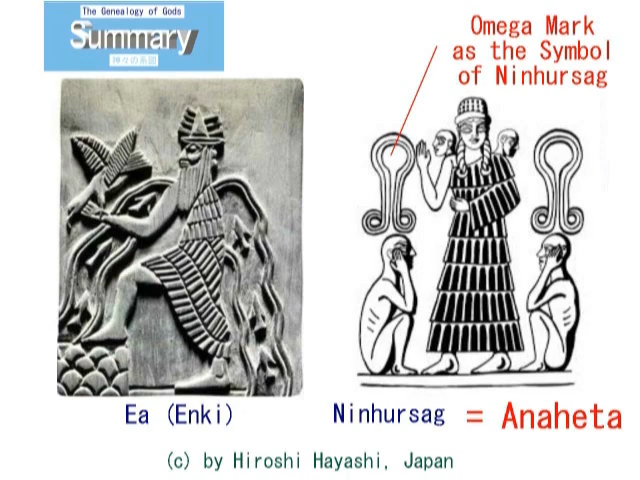 The Genealogy of Gods
Summary
神々の系図
Omega Mark
as the Symbol
of Ninhursag
Ea (Enki)
Ninhursag = Anaheta
(c) by Hiroshi Hayashi, Japan